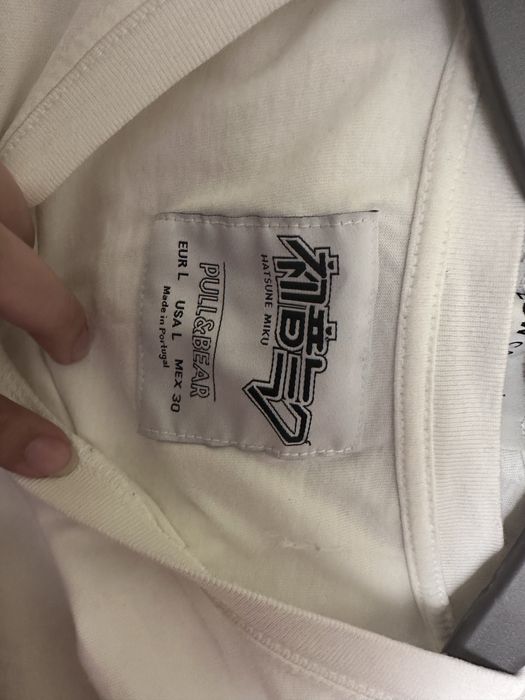 初音ミク
HATSUNE MIKU
PULL&BEAR
EUR L USA L MEX 30
Made in Portugal